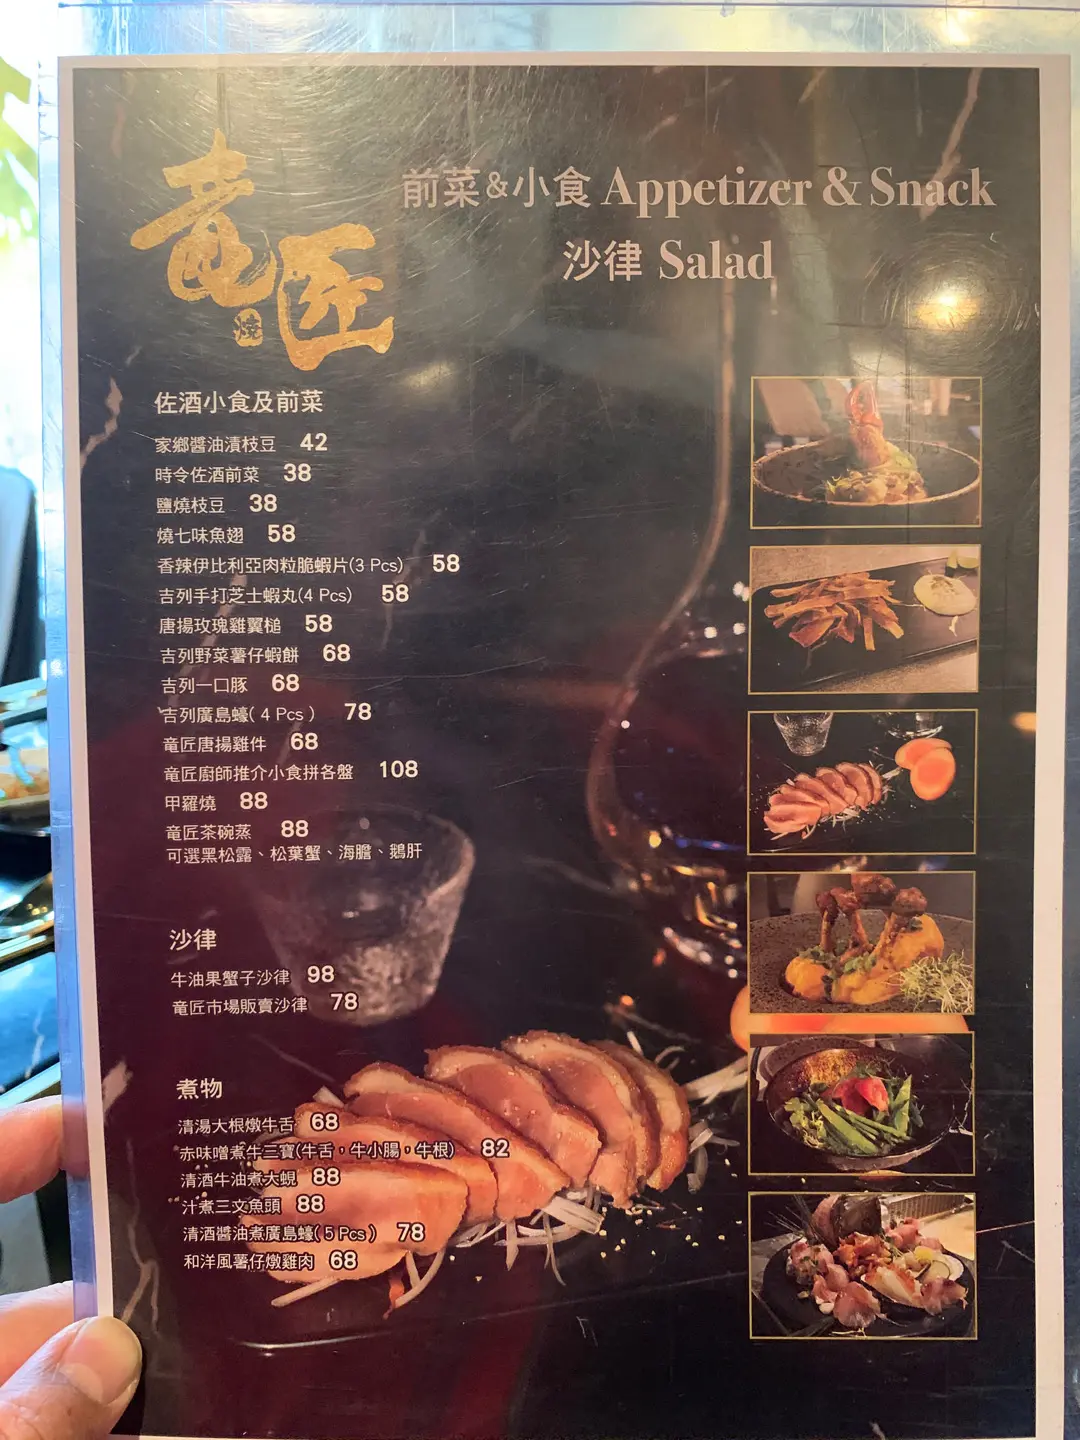 竜匠
燒
前菜&小食 Appetizer & Snack
沙律 Salad
佐酒小食及前菜
家鄉醬油漬枝豆 42
時令佐酒前菜 38
鹽燒枝豆 38
燒七味魚翅 58
香辣伊比利亞肉粒脆蝦片(3 Pcs) 58
吉列手打芝士蝦丸(4 Pcs) 58
唐揚玫瑰雞翼槌 58
吉列野菜薯仔蝦餅 68
吉列一口豚 68
吉列廣島蠔( 4 Pcs ) 78
竜匠唐揚雞件 68
竜匠廚師推介小食拼各盤 108
甲羅燒 88
竜匠茶碗蒸 88
可選黑松露、松葉蟹、海膽、鵝肝
沙律
牛油果蟹子沙律 98
竜匠市場販賣沙律 78
煮物
清湯大根燉牛舌 68
赤味噌煮牛三寶(牛舌，牛小腸，牛根) 82
清酒牛油煮大蜆 88
汁煮三文魚頭 88
清酒醬油煮廣島蠔( 5 Pcs ) 78
和洋風薯仔燉雞肉 68